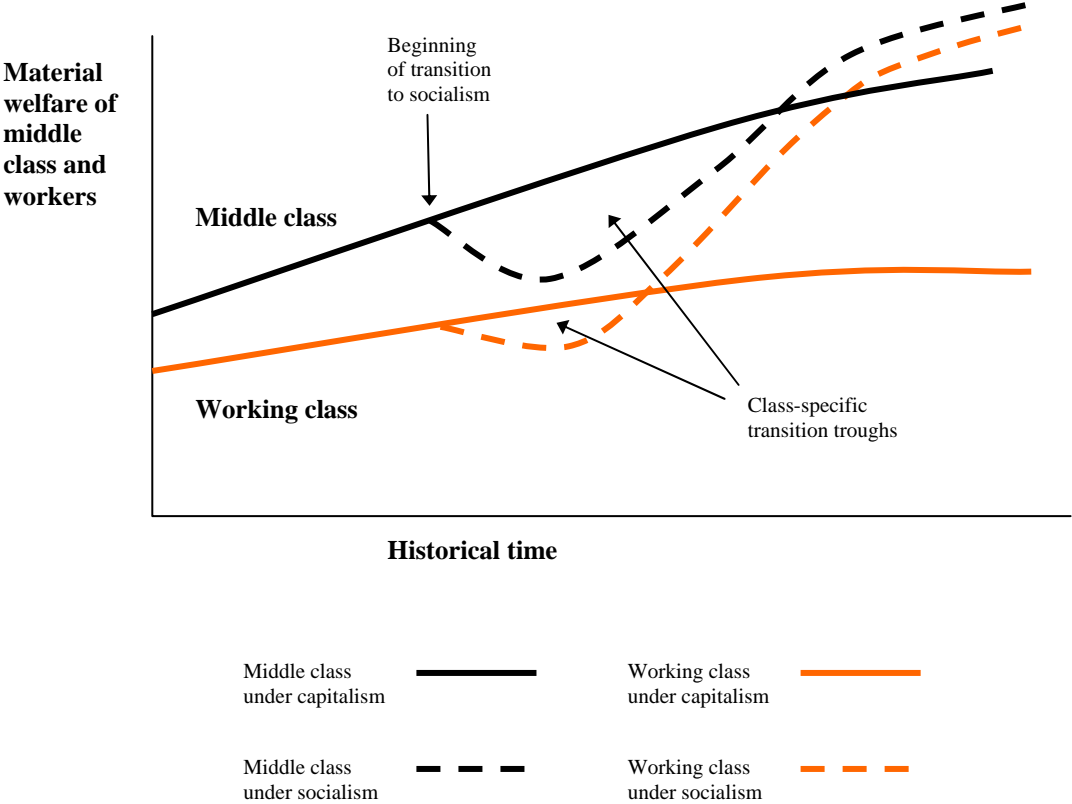 Material
welfare of
middle
class and
workers
Beginning
of transition
to socialism
Middle class
Working class
Class-specific
transition troughs
Historical time
Middle class
under capitalism
Working class
under capitalism
Middle class
under socialism
Working class
under socialism